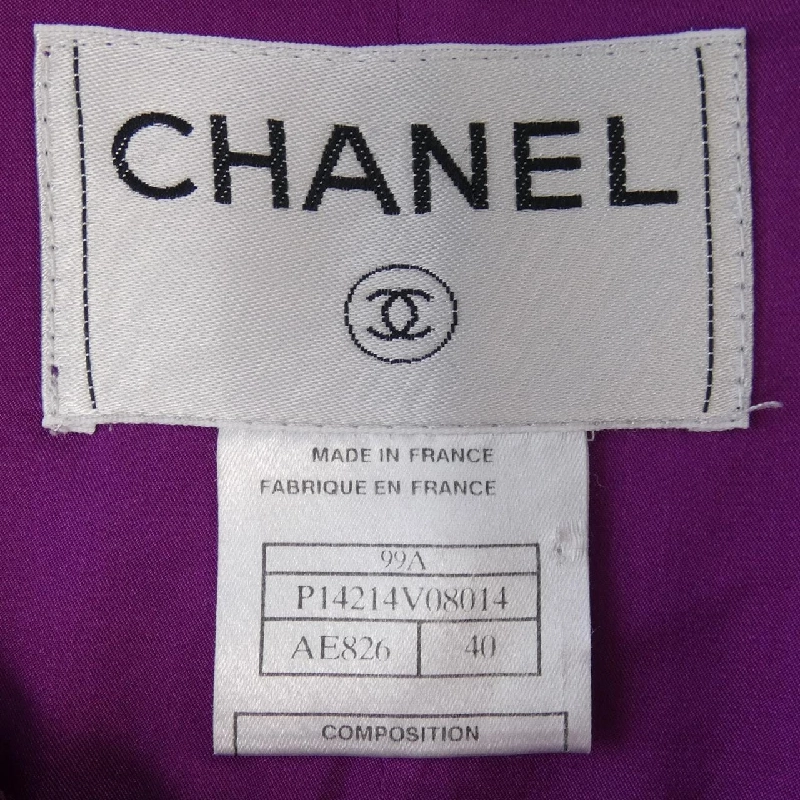 CHANEL
MADE IN FRANCE
FABRIQUE EN FRANCE
99A
P14214V08014
AE826 40
COMPOSITION